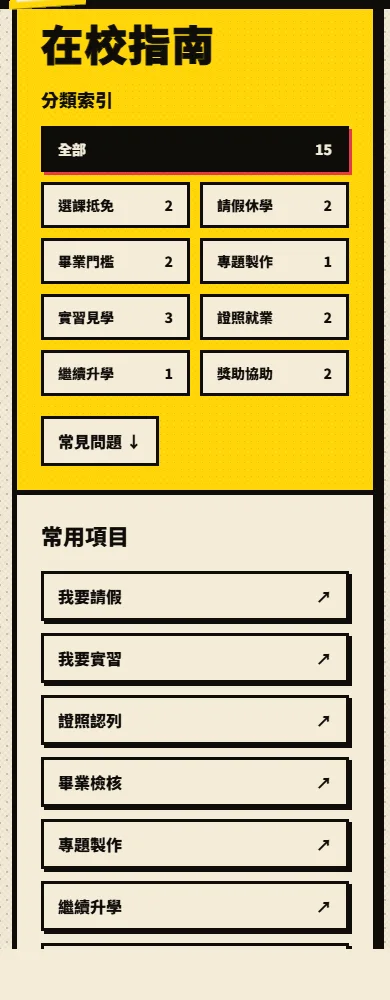 在校指南
分類索引
全部 15
選課抵免 2
請假休學 2
畢業門檻 2
專題製作 1
實習見學 3
證照就業 2
繼續升學 1
獎助協助 2
常見問題 ↓
常用項目
我要請假 ↗
我要實習 ↗
證照認列 ↗
畢業檢核 ↗
專題製作 ↗
繼續升學 ↗